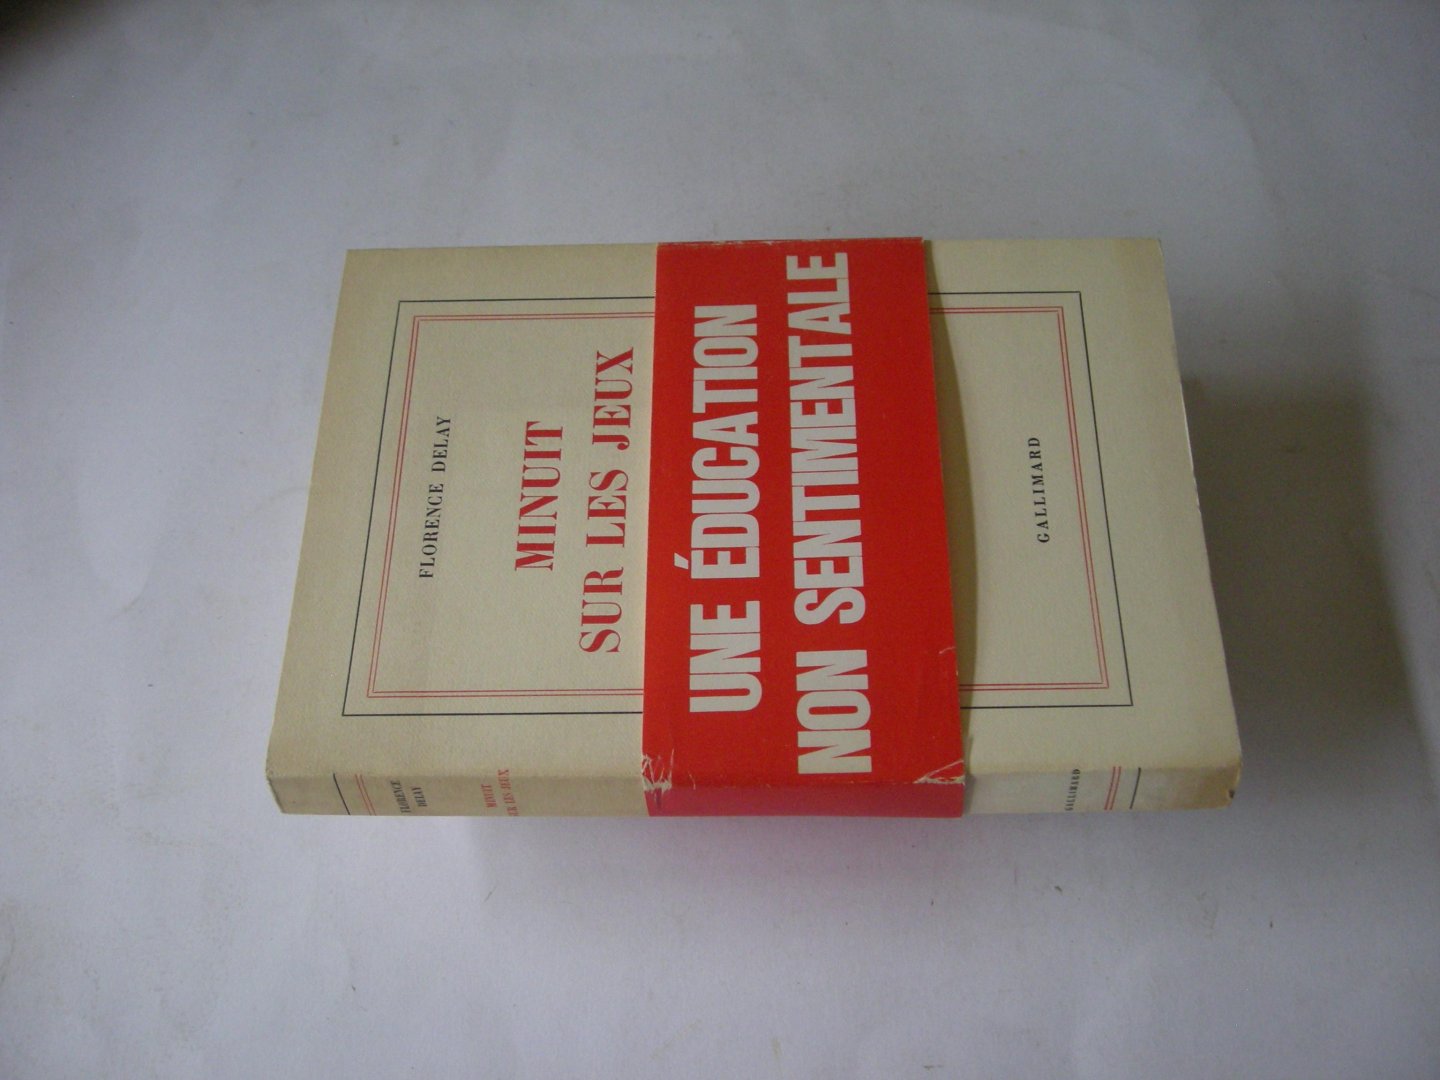 FLORENCE DELAY
MINUIT
SUR LES JEUX
UNE ÉDUCATION
NON SENTIMENTALE
GALLIMARD
FLORENCE
DELAY
MINUIT
SUR LES JEUX
GALLIMARD